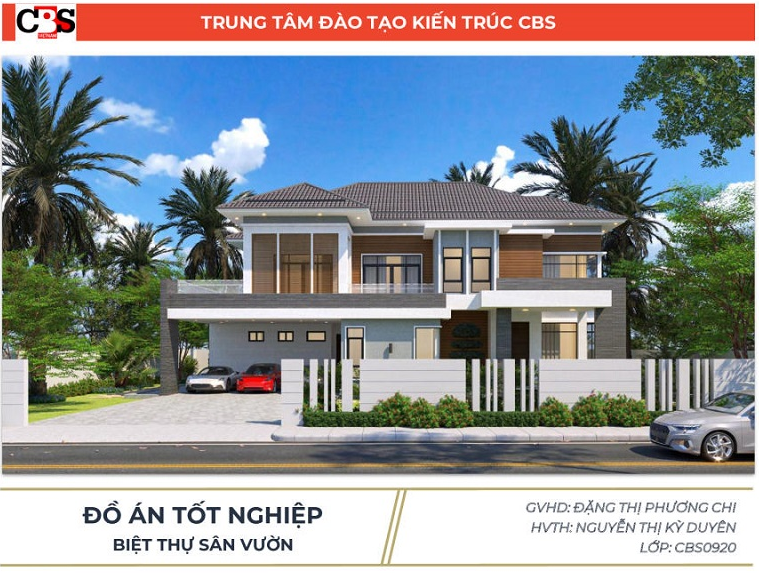 CBS
VIETNAM
TRUNG TÂM ĐÀO TẠO KIẾN TRÚC CBS
ĐỒ ÁN TỐT NGHIỆP
BIỆT THỰ SÂN VƯỜN
GVHD: ĐẶNG THỊ PHƯƠNG CHI
HVTH: NGUYỄN THỊ KỲ DUYÊN
LỚP: CBS0920